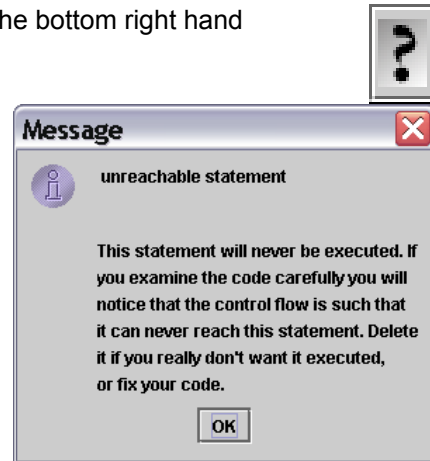 he bottom right hand
?
Message
unreachable statement
This statement will never be executed. If
you examine the code carefully you will
notice that the control flow is such that
it can never reach this statement. Delete
it if you really don't want it executed,
or fix your code.
OK